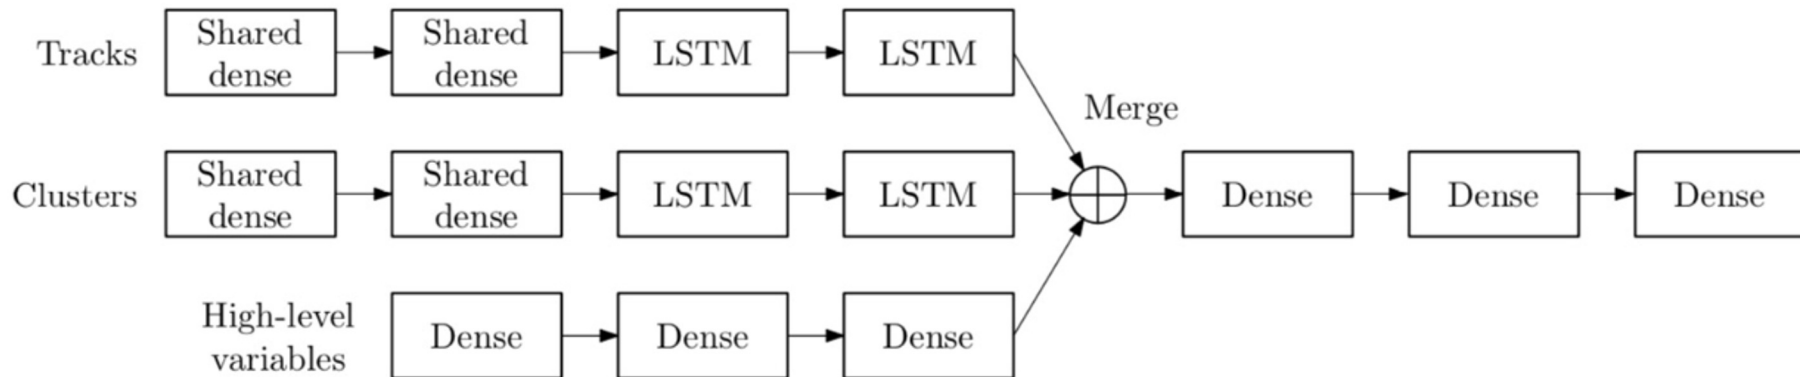 Tracks
Shared
dense
Shared
dense
LSTM
LSTM
Merge
Clusters
Shared
dense
Shared
dense
LSTM
LSTM
Dense
Dense
Dense
High-level
variables
Dense
Dense
Dense